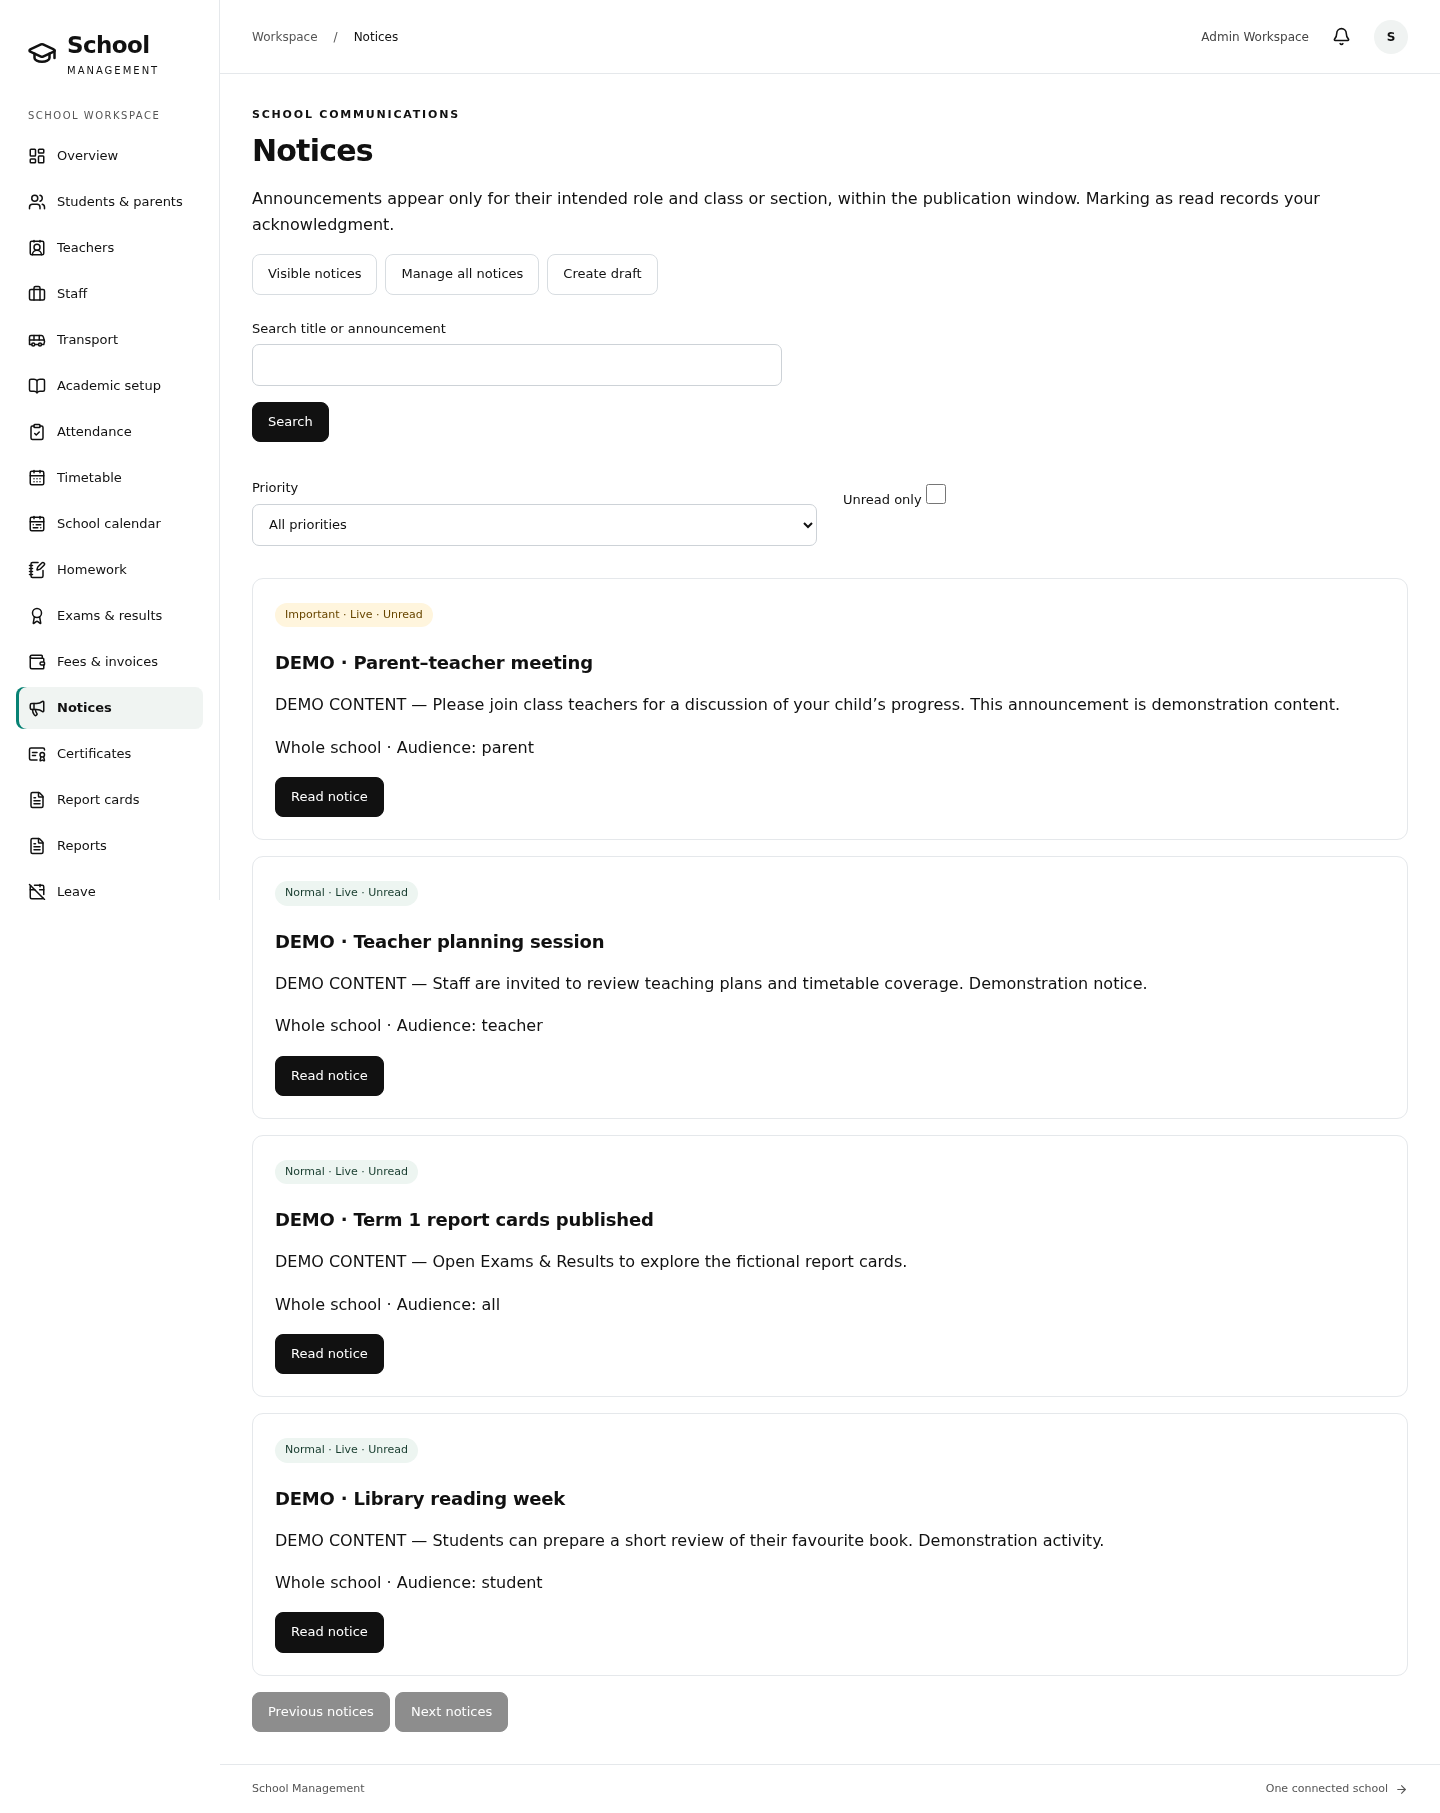 School
MANAGEMENT
SCHOOL WORKSPACE
Overview
Students & parents
Teachers
Staff
Transport
Academic setup
Attendance
Timetable
School calendar
Homework
Exams & results
Fees & invoices
Notices
Certificates
Report cards
Reports
Leave
Workspace / Notices
Admin Workspace
S
SCHOOL COMMUNICATIONS
Notices
Announcements appear only for their intended role and class or section, within the publication window. Marking as read records your
acknowledgment.
Visible notices
Manage all notices
Create draft
Search title or announcement
Search
Priority
All priorities
Unread only
Important · Live · Unread
DEMO · Parent–teacher meeting
DEMO CONTENT — Please join class teachers for a discussion of your child’s progress. This announcement is demonstration content.
Whole school · Audience: parent
Read notice
Normal · Live · Unread
DEMO · Teacher planning session
DEMO CONTENT — Staff are invited to review teaching plans and timetable coverage. Demonstration notice.
Whole school · Audience: teacher
Read notice
Normal · Live · Unread
DEMO · Term 1 report cards published
DEMO CONTENT — Open Exams & Results to explore the fictional report cards.
Whole school · Audience: all
Read notice
Normal · Live · Unread
DEMO · Library reading week
DEMO CONTENT — Students can prepare a short review of their favourite book. Demonstration activity.
Whole school · Audience: student
Read notice
Previous notices
Next notices
School Management
One connected school →